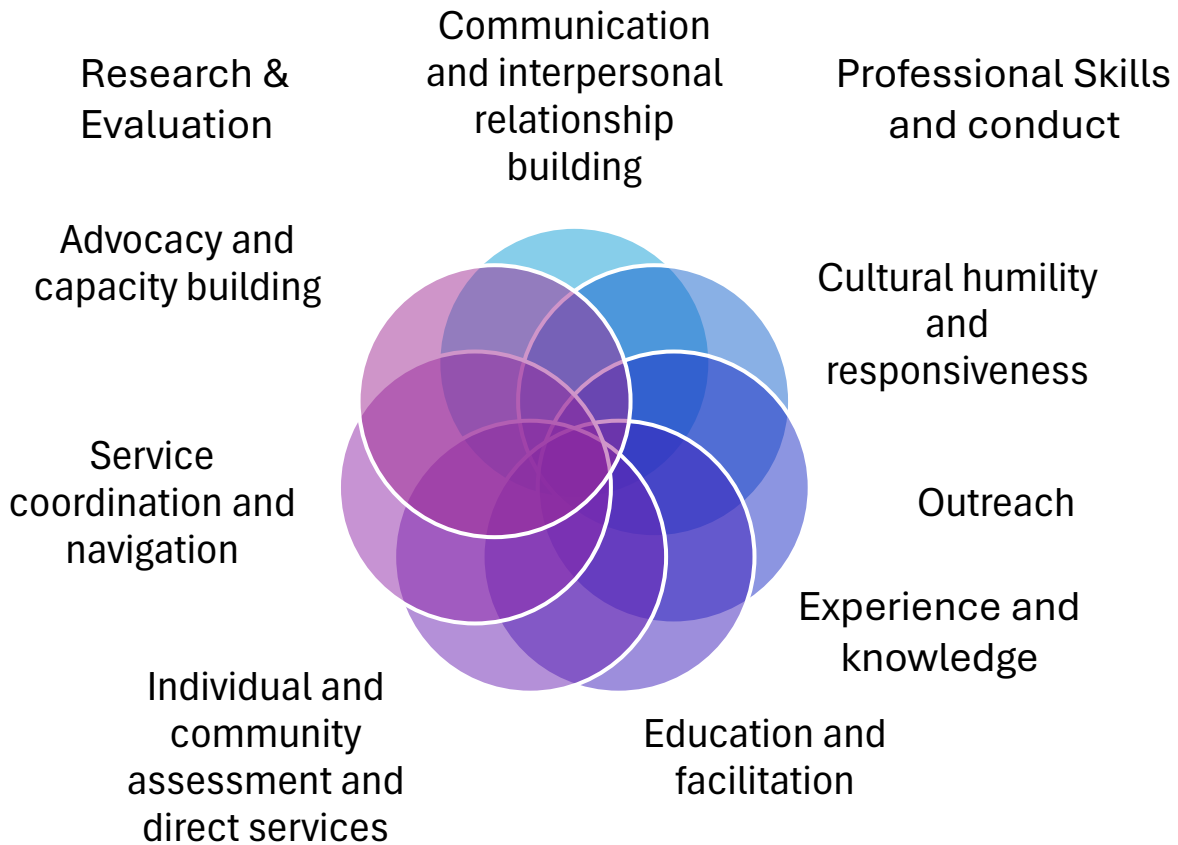 Communication
and interpersonal
relationship
building
Research &
Evaluation
Professional Skills
and conduct
Advocacy and
capacity building
Cultural humility
and
responsiveness
Service
coordination and
navigation
Outreach
Experience and
knowledge
Individual and
community
assessment and
direct services
Education and
facilitation